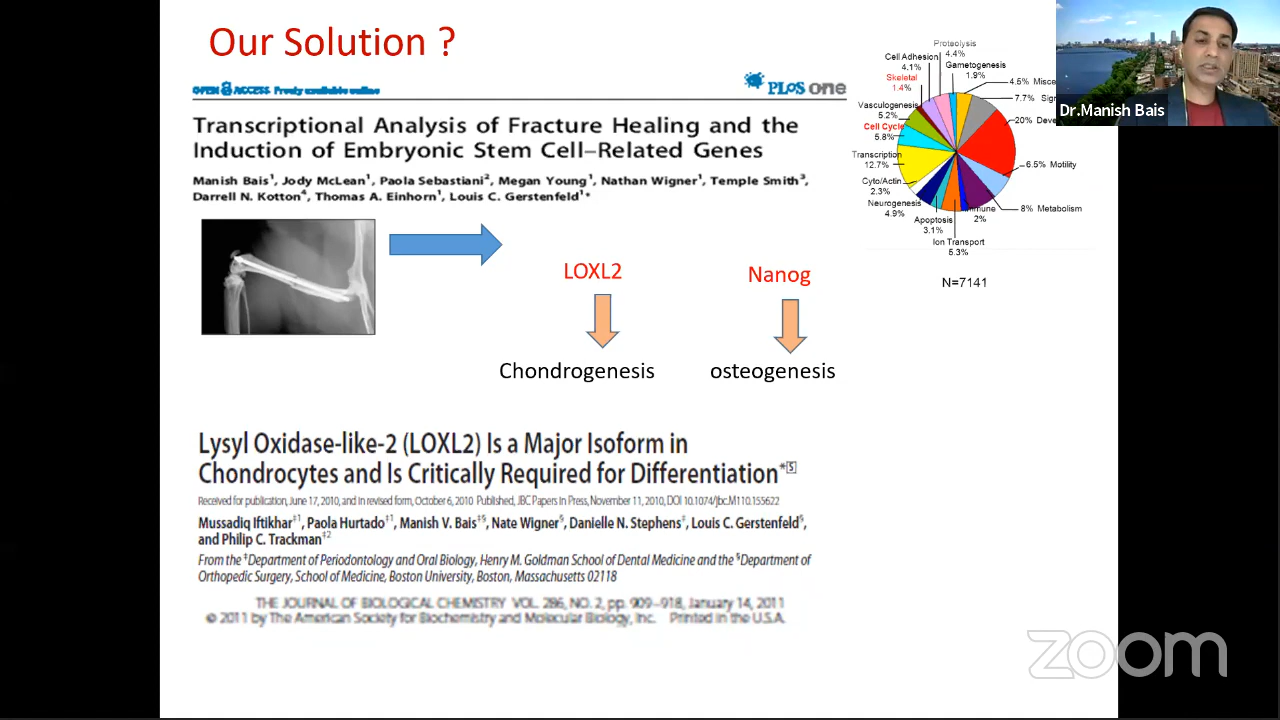 Our Solution ?
OPEN ACCESS Freely available online
PLoS one
Transcriptional Analysis of Fracture Healing and the
Induction of Embryonic Stem Cell–Related Genes
Manish Bais1, Jody McLean1, Paola Sebastiani2, Megan Young1, Nathan Wigner1, Temple Smith3,
Darrell N. Kotton4, Thomas A. Einhorn1, Louis C. Gerstenfeld1*
LOXL2
Nanog
Chondrogenesis
osteogenesis
Proteolysis
4.4%
Cell Adhesion
4.1%
Gametogenesis
1.9%
Skeletal
1.4%
4.5% Misce
Vasculogenesis
5.2%
7.7% Sig
Cell Cycle
5.8%
20% Deve
Transcription
12.7%
6.5% Motility
Cyto/Actin
2.3%
Neurogenesis
4.9%
8% Metabolism
Immune
2%
Apoptosis
3.1%
Ion Transport
5.3%
N=7141
Dr.Manish Bais
Lysyl Oxidase-like-2 (LOXL2) Is a Major Isoform in
Chondrocytes and Is Critically Required for Differentiation*S
Received for publication, June 17, 2010, and in revised form, October 6, 2010 Published, JBC Papers in Press, November 11, 2010, DOI 10.1074/jbc.M110.155622
Mussadiq Iftikhar‡1, Paola Hurtado‡1, Manish V. Bais‡§, Nate Wigner§, Danielle N. Stephens‡, Louis C. Gerstenfeld§,
and Philip C. Trackman‡2
From the ‡Department of Periodontology and Oral Biology, Henry M. Goldman School of Dental Medicine and the §Department of
Orthopedic Surgery, School of Medicine, Boston University, Boston, Massachusetts 02118
THE JOURNAL OF BIOLOGICAL CHEMISTRY VOL. 286, NO. 2, pp. 909–918, January 14, 2011
© 2011 by The American Society for Biochemistry and Molecular Biology, Inc. Printed in the U.S.A.
zoom